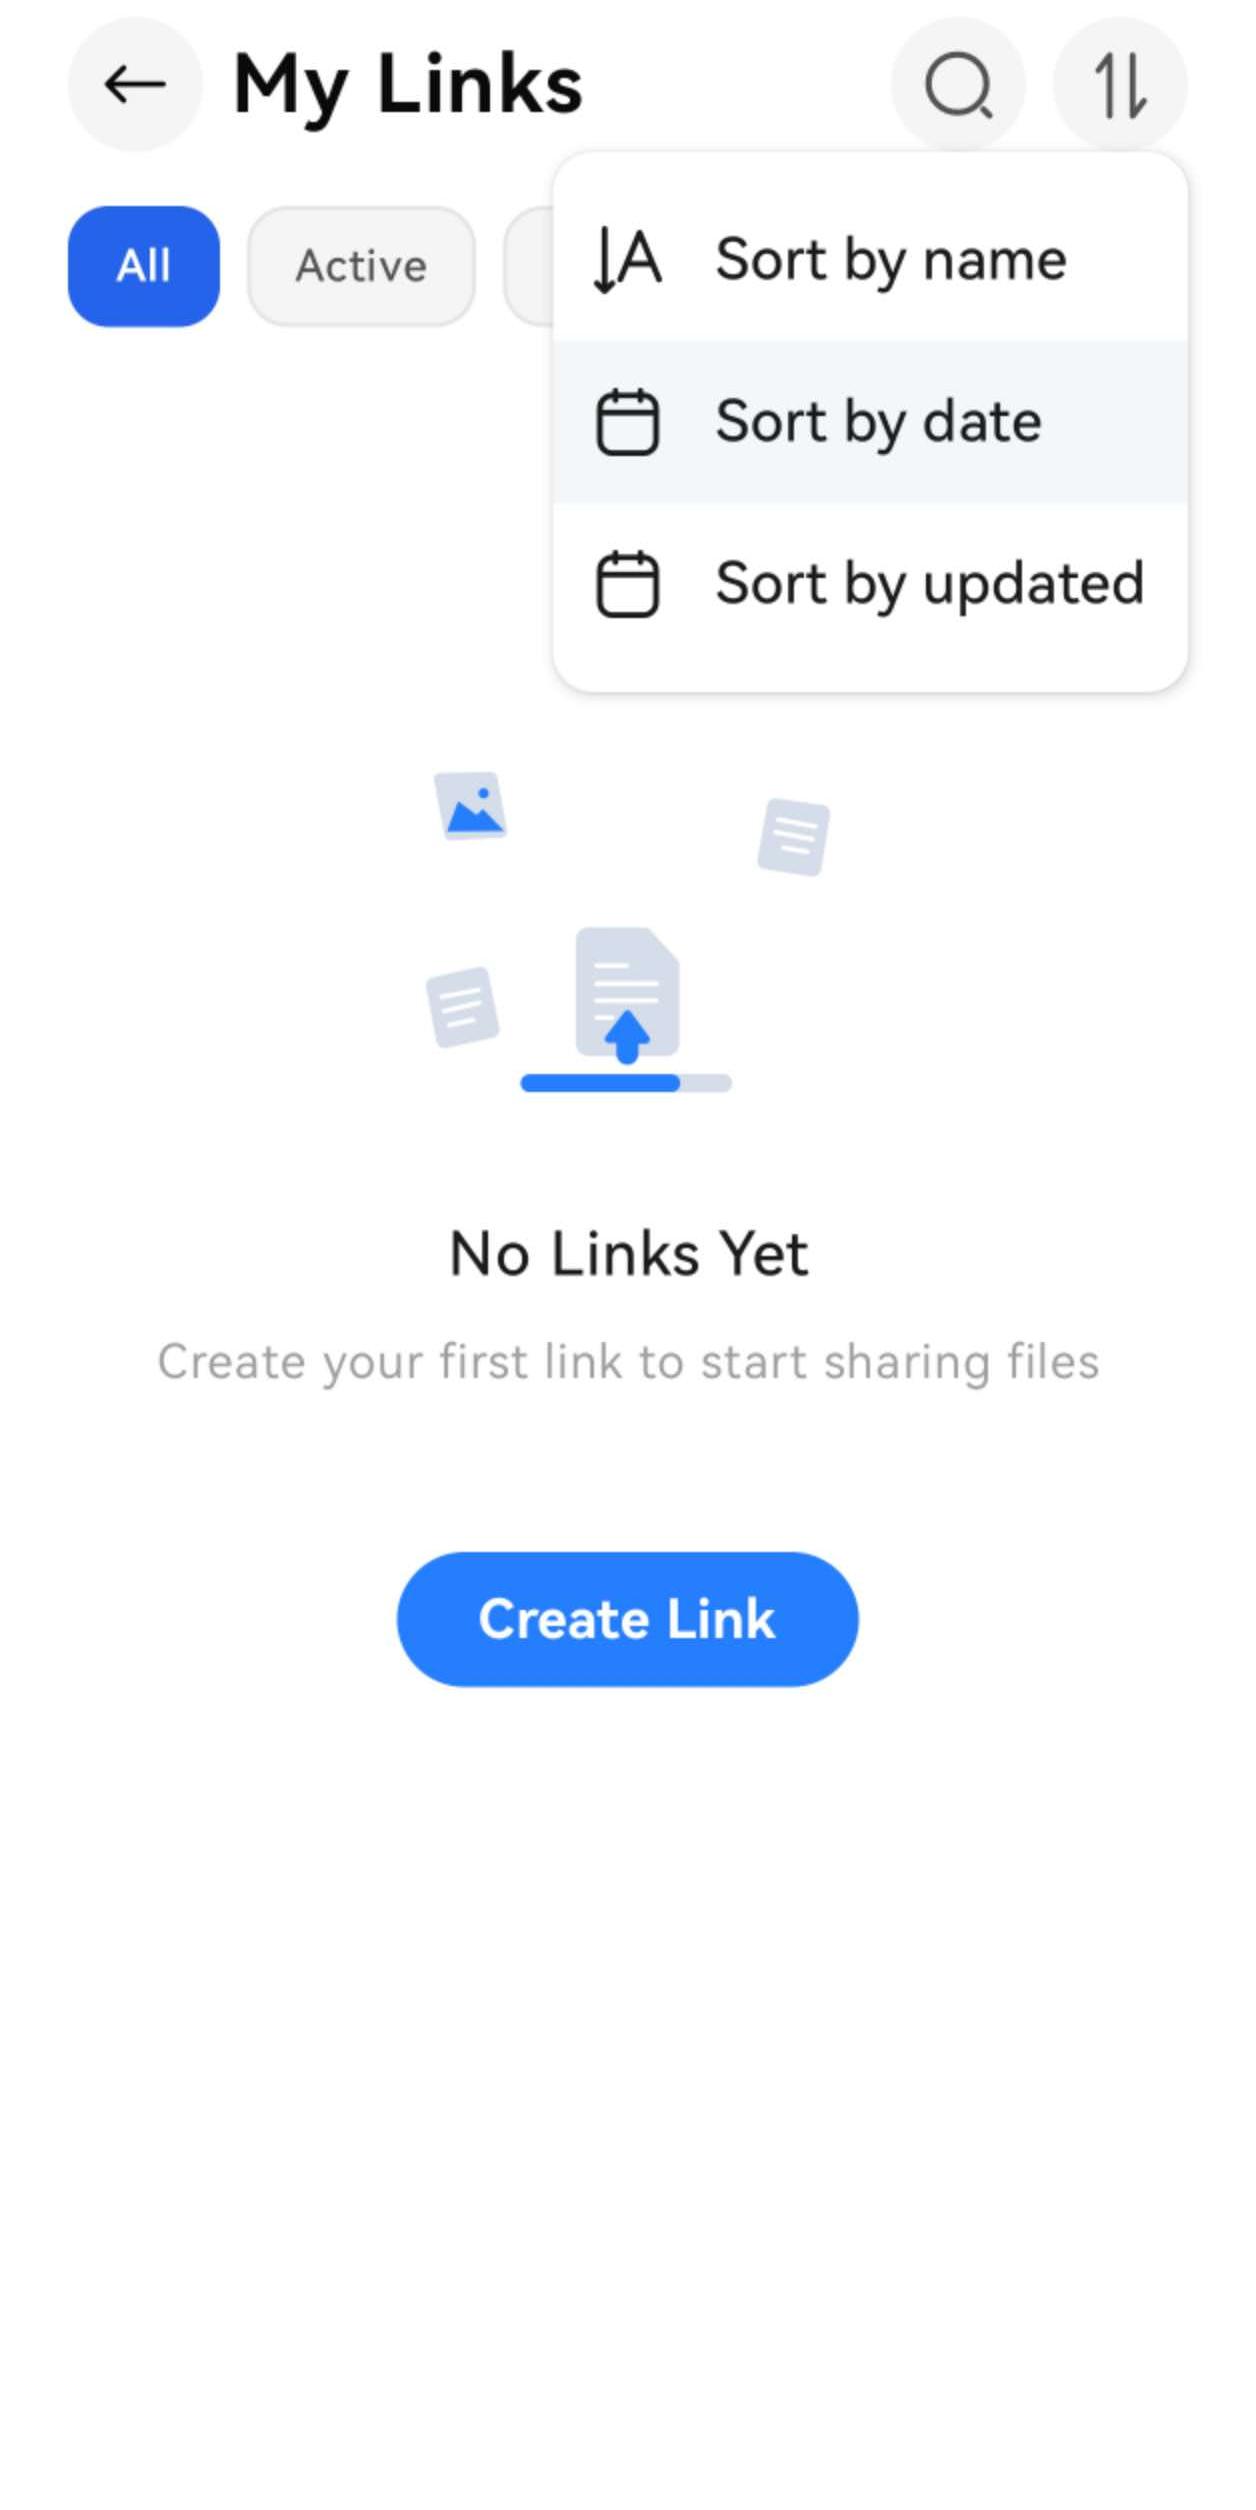 My Links
All
Active
Sort by name
Sort by date
Sort by updated
No Links Yet
Create your first link to start sharing files
Create Link